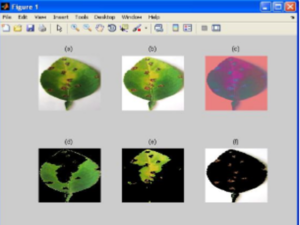 Figure 1
File Edit View Insert Tools Desktop Window Help
(a) (b) (c)
(d) (e) (f)